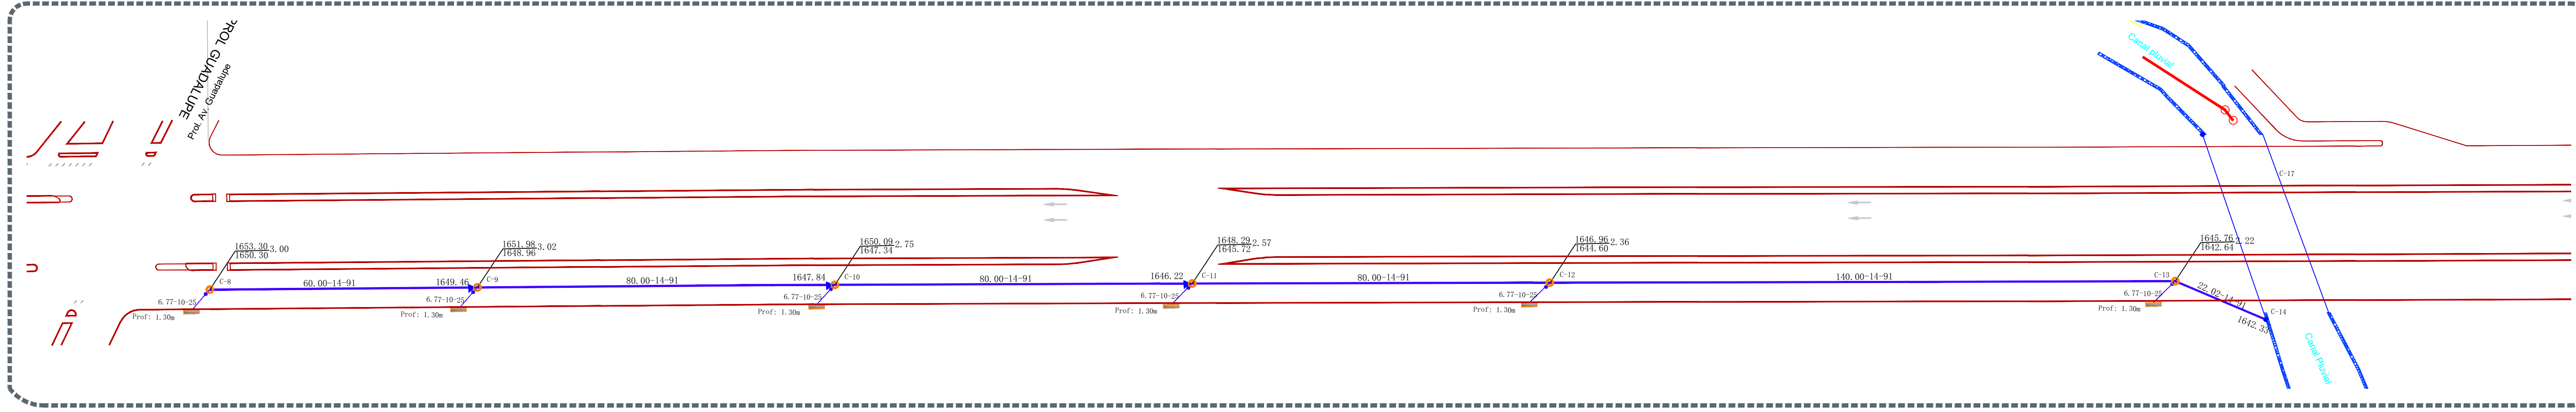 PROL GUADALUPE
Prol. Av. Guadalupe
Canal pluvial
C-17
1653.30
3.00
1650.30
C-8
60.00-14-91
1649.46
6.77-10-25
Prof: 1.30m
1651.98
3.02
1648.96
C-9
80.00-14-91
1647.84
6.77-10-25
Prof: 1.30m
1650.09
2.75
1647.34
C-10
80.00-14-91
1646.22
6.77-10-25
Prof: 1.30m
1648.29
2.57
1645.72
C-11
80.00-14-91
6.77-10-25
Prof: 1.30m
1646.96
2.36
1644.60
C-12
140.00-14-91
6.77-10-25
Prof: 1.30m
1645.76
2.22
1642.64
C-13
22.02-14-91
6.77-10-25
Prof: 1.30m
C-14
1642.33
Canal Pluvial